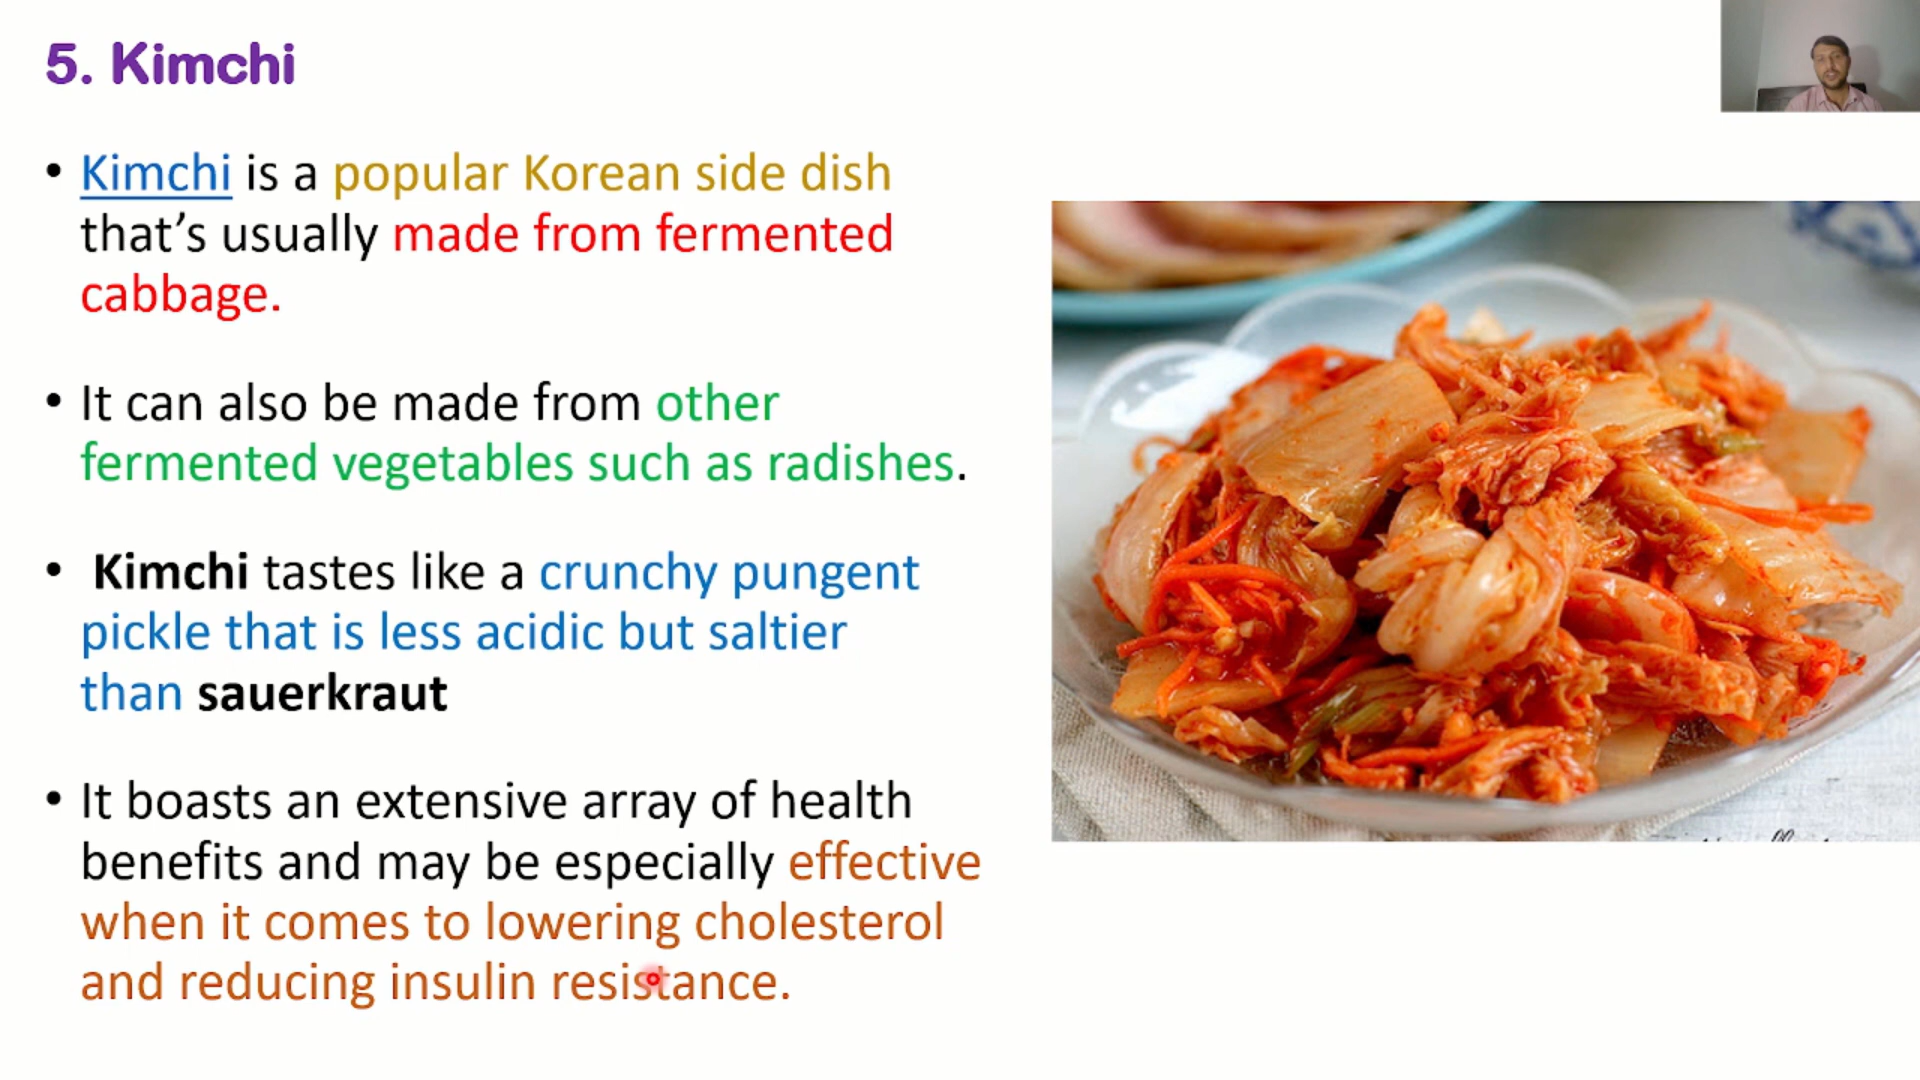 5. Kimchi
• Kimchi is a popular Korean side dish
that’s usually made from fermented
cabbage.
• It can also be made from other
fermented vegetables such as radishes.
• Kimchi tastes like a crunchy pungent
pickle that is less acidic but saltier
than sauerkraut
• It boasts an extensive array of health
benefits and may be especially effective
when it comes to lowering cholesterol
and reducing insulin resistance.